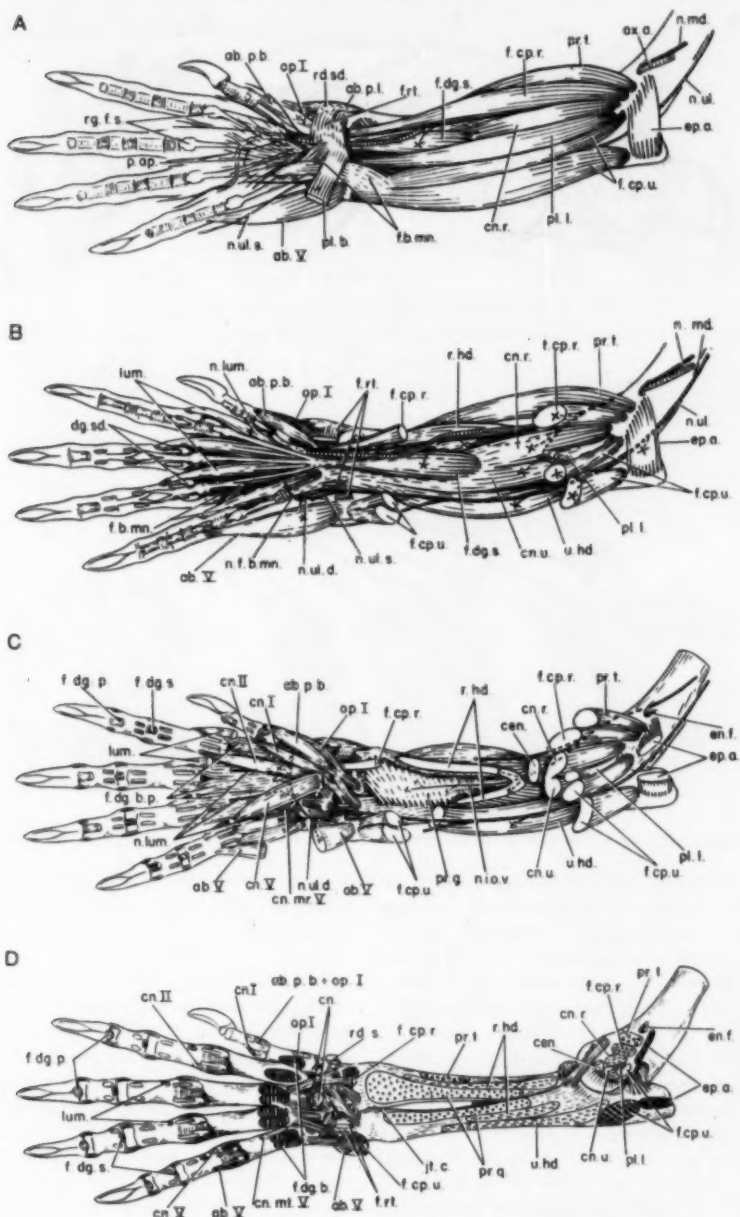 A
ab. p. b.
op. I
rd. sd.
ab. p. l.
f. rt.
f. dg. s.
f. cp. r.
pr. t.
ax. a.
n. md.
n. ul.
ep. a.
rg. f. s.
p. ap.
f. cp. u.
pl. l.
cn. r.
f. b. mn.
pl. b.
n. ul. s.
ab. V
B
lum.
n. lum.
ab. p. b.
op. I
f. rt.
f. cp. r.
r. hd.
cn. r.
f. cp. r.
pr. t.
n. md.
n. ul.
ep. a.
dg. sd.
f. cp. u.
pl. l.
f. b. mn.
ab. V
n. f. b. mn.
n. ul. d.
n. ul. s.
f. cp. u.
f. dg. s.
cn. u.
u. hd.
C
f. dg. p.
f. dg. s.
cn. II
cn. I
ab. p. b.
op. I
f. cp. r.
r. hd.
cen.
cn. r.
f. cp. r.
pr. t.
en. f.
ep. a.
lum.
f. dg. b. p.
n. lum.
ab. V
cn. V
n. ul. d.
ab. V
f. cp. u.
pr. q.
n. i. o. v.
u. hd.
cn. u.
f. cp. u.
pl. l.
D
ab. p. b. + op. I
cn. I
cn.
cn. II
op. I
rd. s.
f. cp. r.
pr. t.
r. hd.
cen.
cn. r.
f. cp. r.
pr. t.
en. f.
ep. a.
f. dg. p.
lum.
f. dg. s.
cn. V
ab. V
cn. mt. V
f. dg. b.
ab. V
f. rt.
f. cp. u.
jt. c.
pr. q.
u. hd.
cn. u.
pl. l.
f. cp. u.